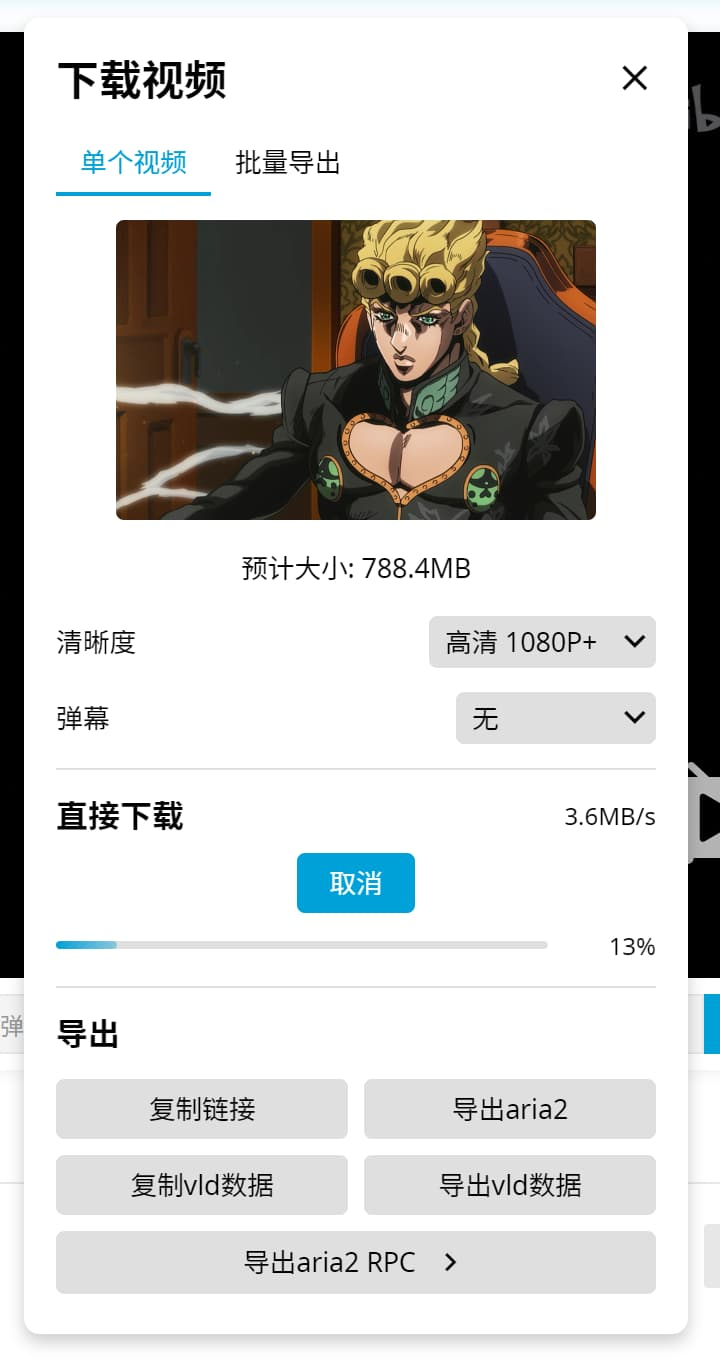 下载视频
单个视频 批量导出
预计大小: 788.4MB
清晰度 高清 1080P+
弹幕 无
直接下载 3.6MB/s
取消
13%
弹
导出
复制链接 导出aria2
复制vld数据 导出vld数据
导出aria2 RPC